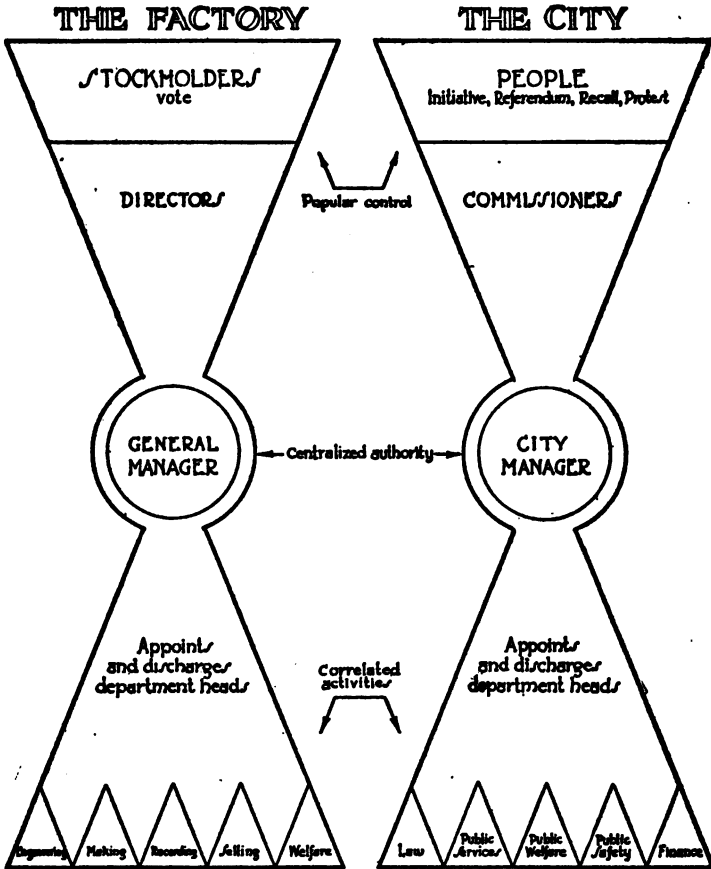 THE FACTORY
STOCKHOLDERS
vote
DIRECTORS
GENERAL
MANAGER
Appoints
and discharges
department heads
Engineering
Making
Recording
Selling
Welfare
Popular control
Centralized authority
Correlated
activities
THE CITY
PEOPLE
Initiative, Referendum, Recall, Protest
COMMISSIONERS
CITY
MANAGER
Appoints
and discharges
department heads
Law
Public
Services
Public
Welfare
Public
Safety
Finance